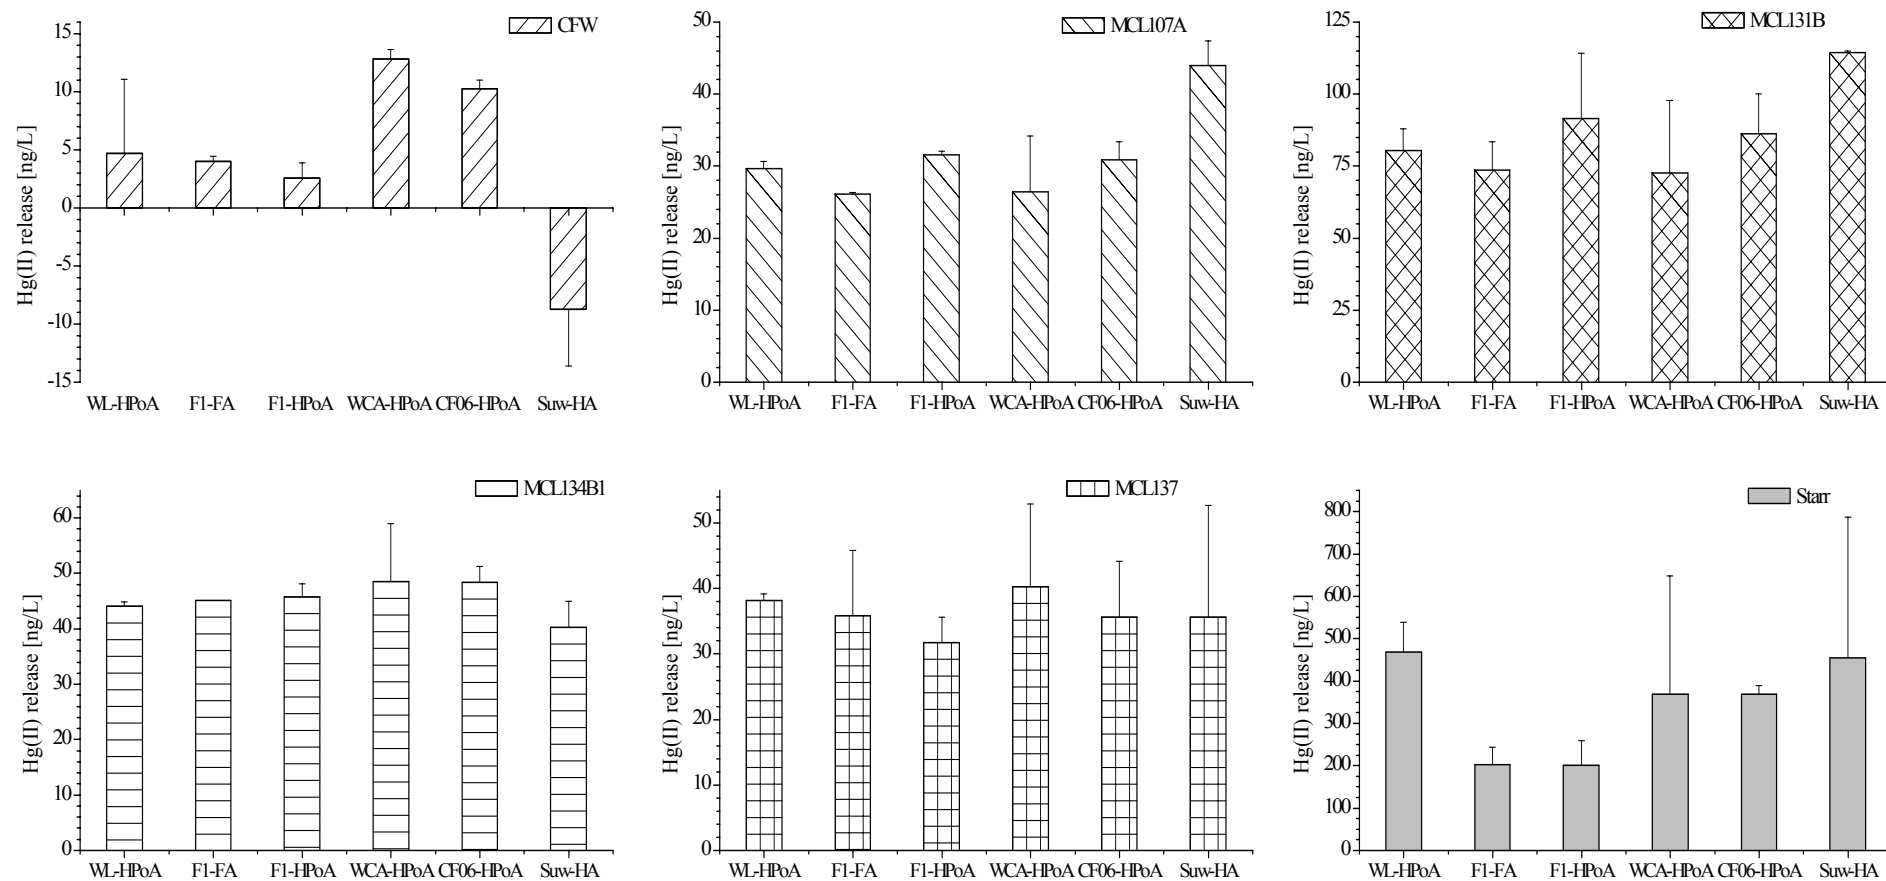 CFW
15
10
5
0
-5
-10
-15
Hg(II) release [ng/L]
WL-HPoA F1-FA F1-HPoA WCA-HPoA CF06-HPoA Suw-HA
MCL107A
50
40
30
20
10
0
Hg(II) release [ng/L]
WL-HPoA F1-FA F1-HPoA WCA-HPoA CF06-HPoA Suw-HA
MCL131B
125
100
75
50
25
0
Hg(II) release [ng/L]
WL-HPoA F1-FA F1-HPoA WCA-HPoA CF06-HPoA Suw-HA
MCL134B1
60
50
40
30
20
10
0
Hg(II) release [ng/L]
WL-HPoA F1-FA F1-HPoA WCA-HPoA CF06-HPoA Suw-HA
MCL137
50
40
30
20
10
0
Hg(II) release [ng/L]
WL-HPoA F1-FA F1-HPoA WCA-HPoA CF06-HPoA Suw-HA
Starr
800
700
600
500
400
300
200
100
0
Hg(II) release [ng/L]
WL-HPoA F1-FA F1-HPoA WCA-HPoA CF06-HPoA Suw-HA